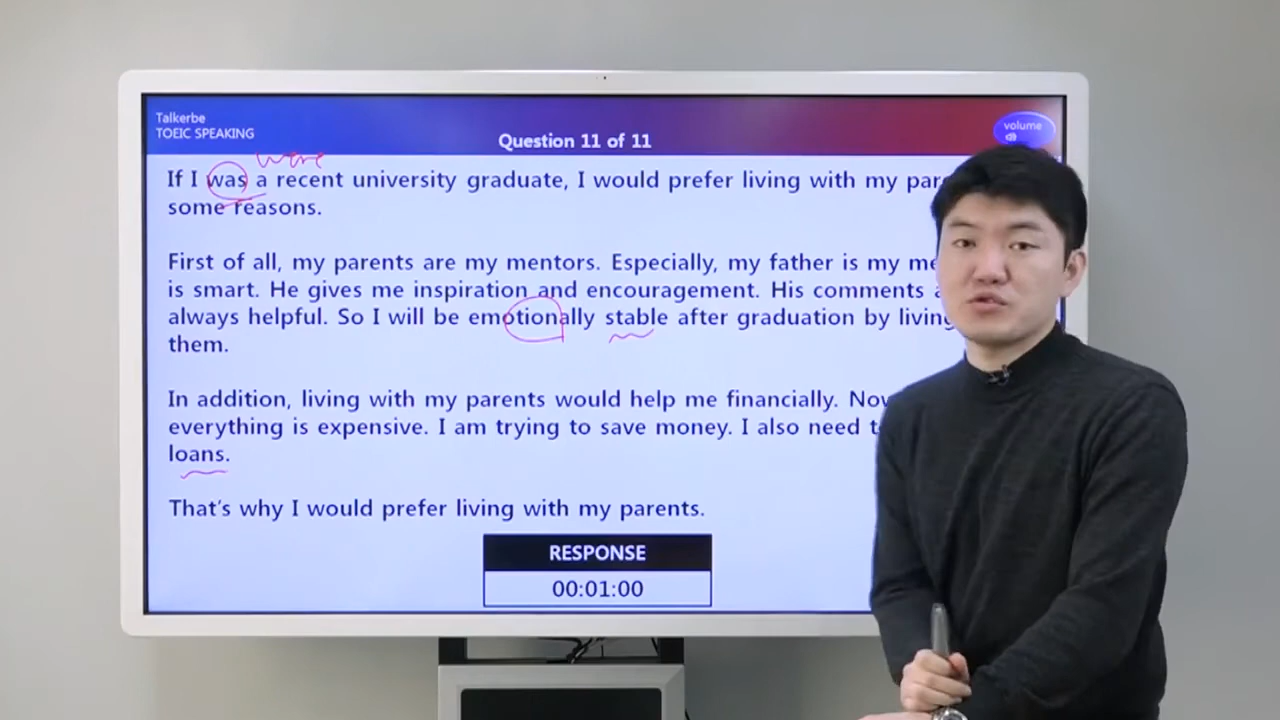 Talkerbe
TOEIC SPEAKING
Question 11 of 11
volume
were
If I was a recent university graduate, I would prefer living with my
some reasons.
First of all, my parents are my mentors. Especially, my father is my
is smart. He gives me inspiration and encouragement. His comments
always helpful. So I will be emotionally stable after graduation by
them.
In addition, living with my parents would help me financially.
everything is expensive. I am trying to save money. I also need
loans.
That's why I would prefer living with my parents.
RESPONSE
00:01:00